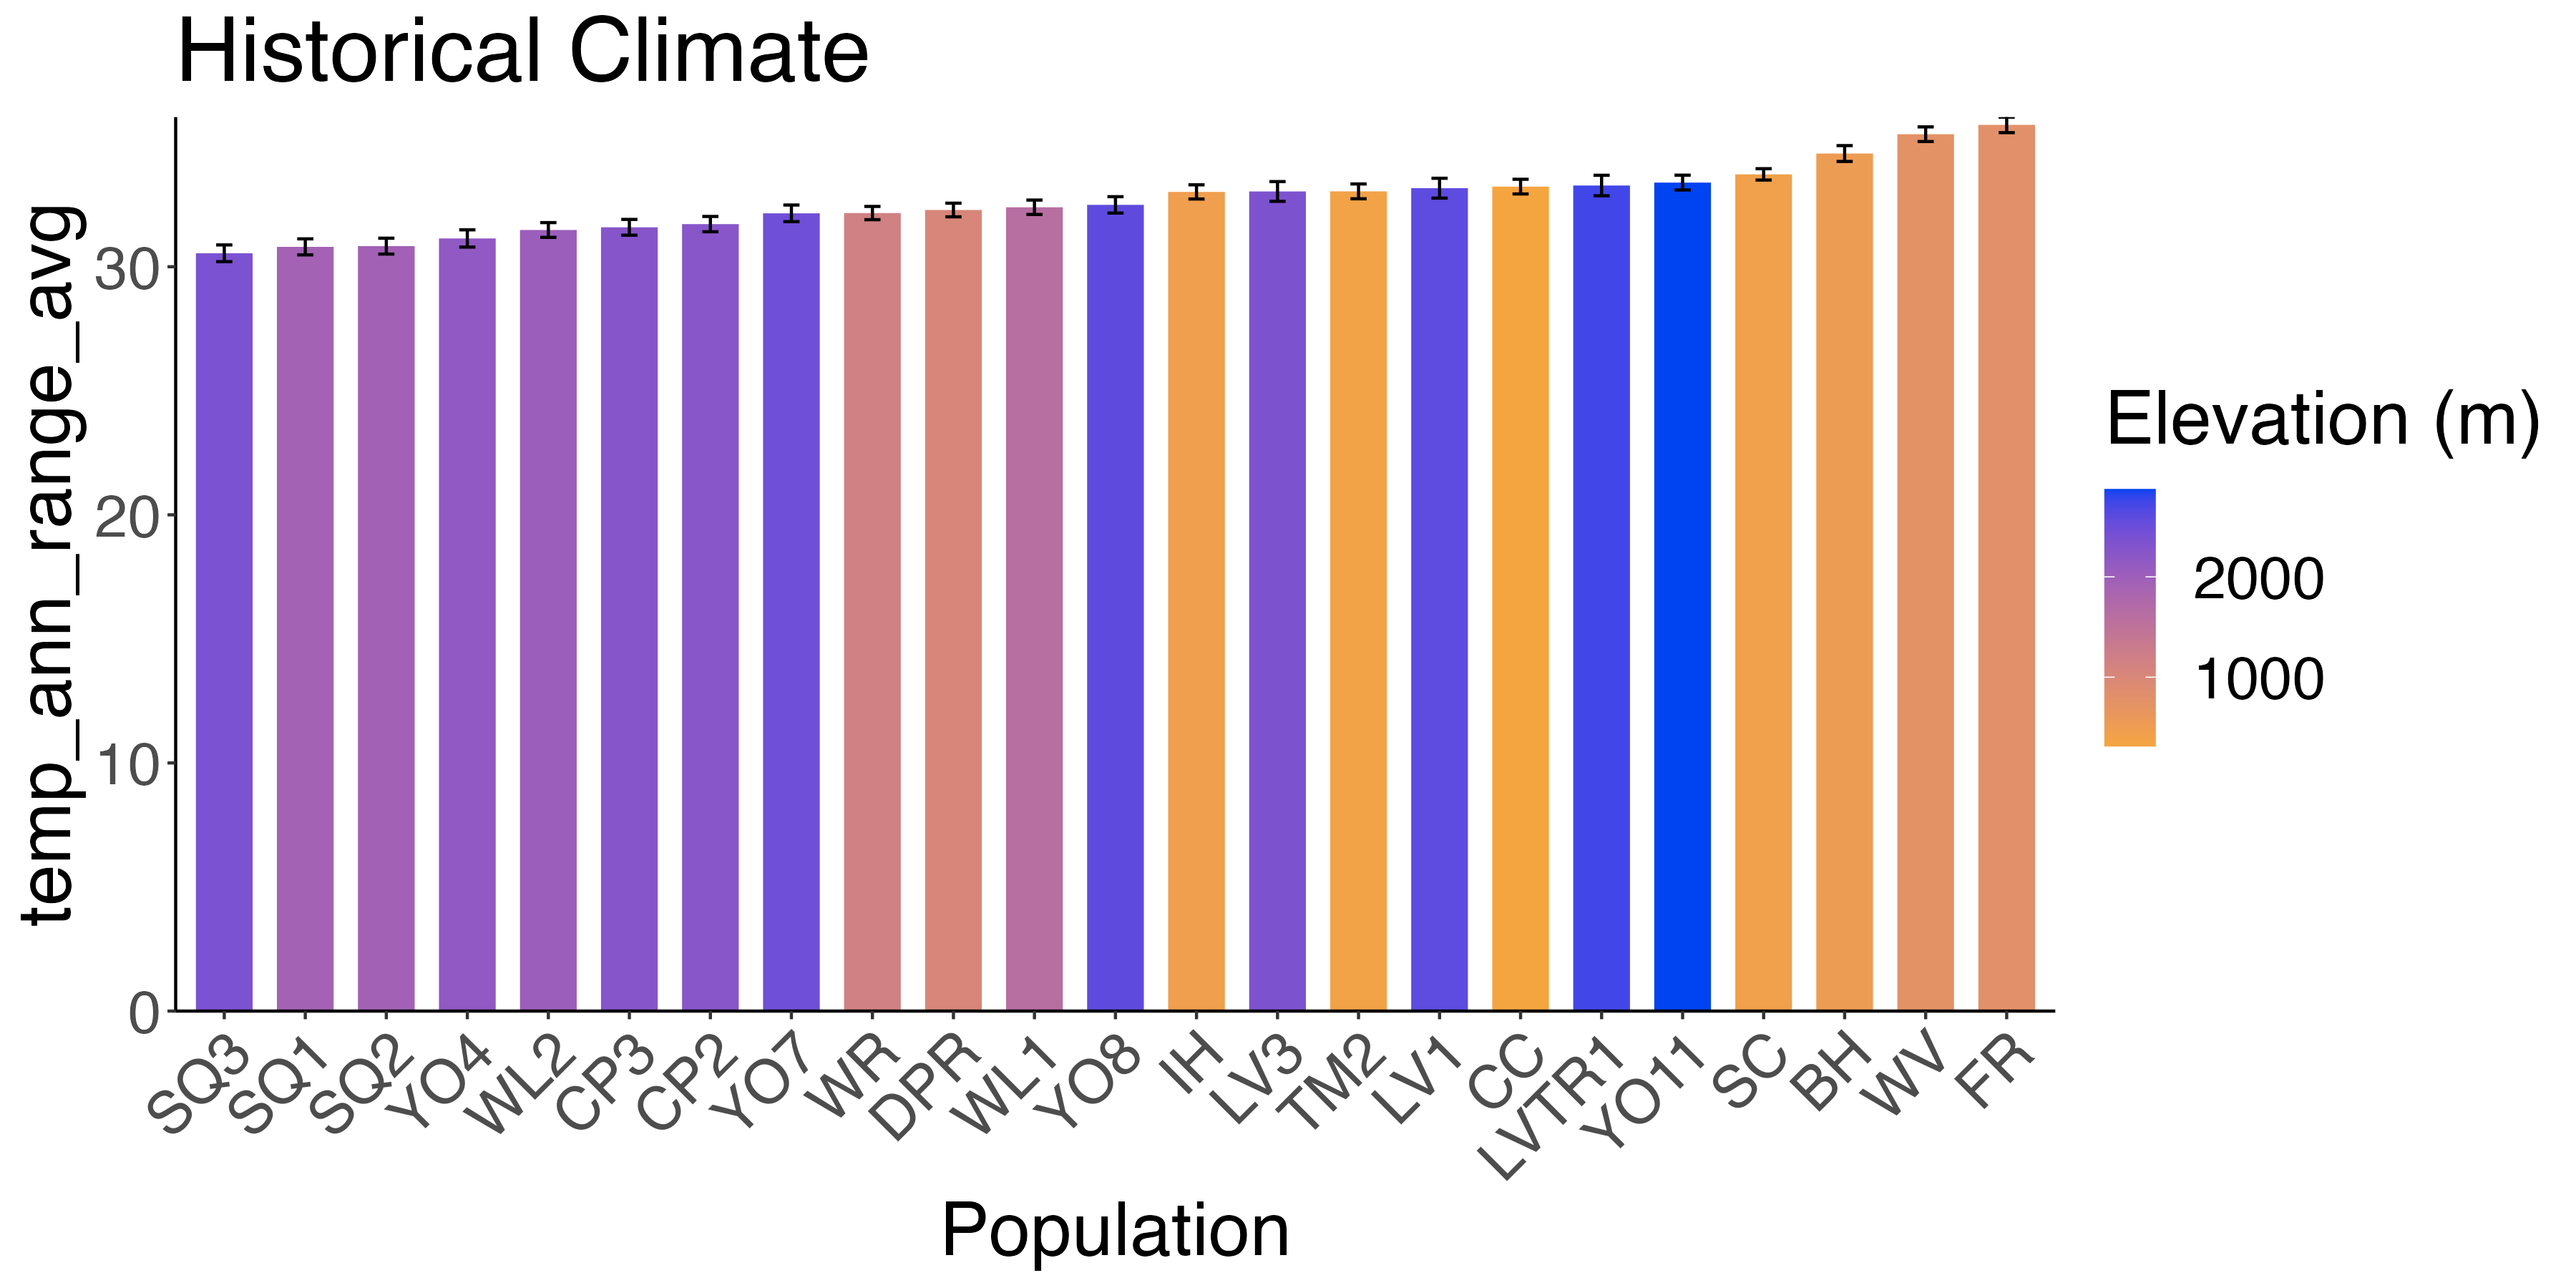 Historical Climate
temp_ann_range_avg
30
20
10
0
SQ3
SQ1
SQ2
YO4
WL2
CP3
CP2
YO7
WR
DPR
WL1
YO8
IH
LV3
TM2
LV1
CC
LVTR1
YO11
SC
BH
WV
FR
Population
Elevation (m)
2000
1000